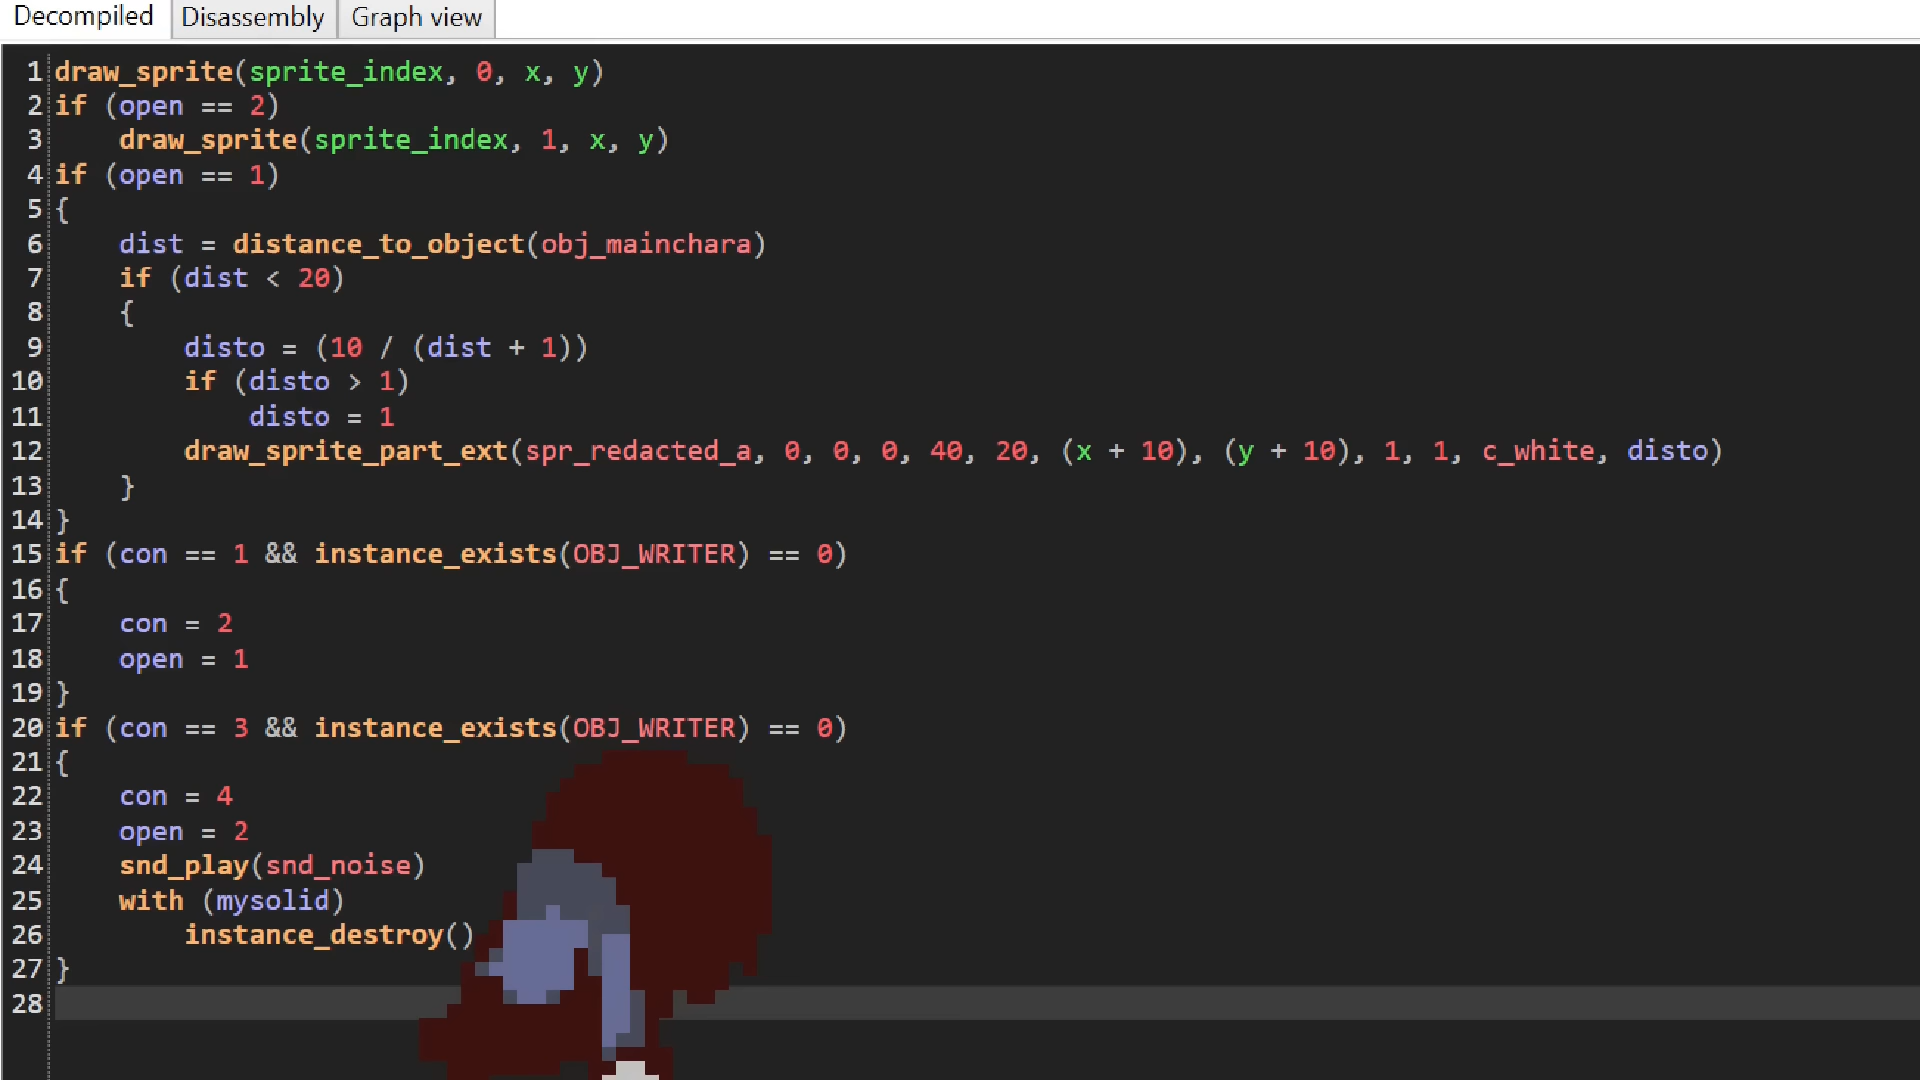 Decompiled Disassembly Graph view
1 draw_sprite(sprite_index, 0, x, y)
2 if (open == 2)
3     draw_sprite(sprite_index, 1, x, y)
4 if (open == 1)
5 {
6     dist = distance_to_object(obj_mainchara)
7     if (dist < 20)
8     {
9         disto = (10 / (dist + 1))
10         if (disto > 1)
11             disto = 1
12         draw_sprite_part_ext(spr_redacted_a, 0, 0, 0, 40, 20, (x + 10), (y + 10), 1, 1, c_white, disto)
13     }
14 }
15 if (con == 1 && instance_exists(OBJ_WRITER) == 0)
16 {
17     con = 2
18     open = 1
19 }
20 if (con == 3 && instance_exists(OBJ_WRITER) == 0)
21 {
22     con = 4
23     open = 2
24     snd_play(snd_noise)
25     with (mysolid)
26         instance_destroy()
27 }
28